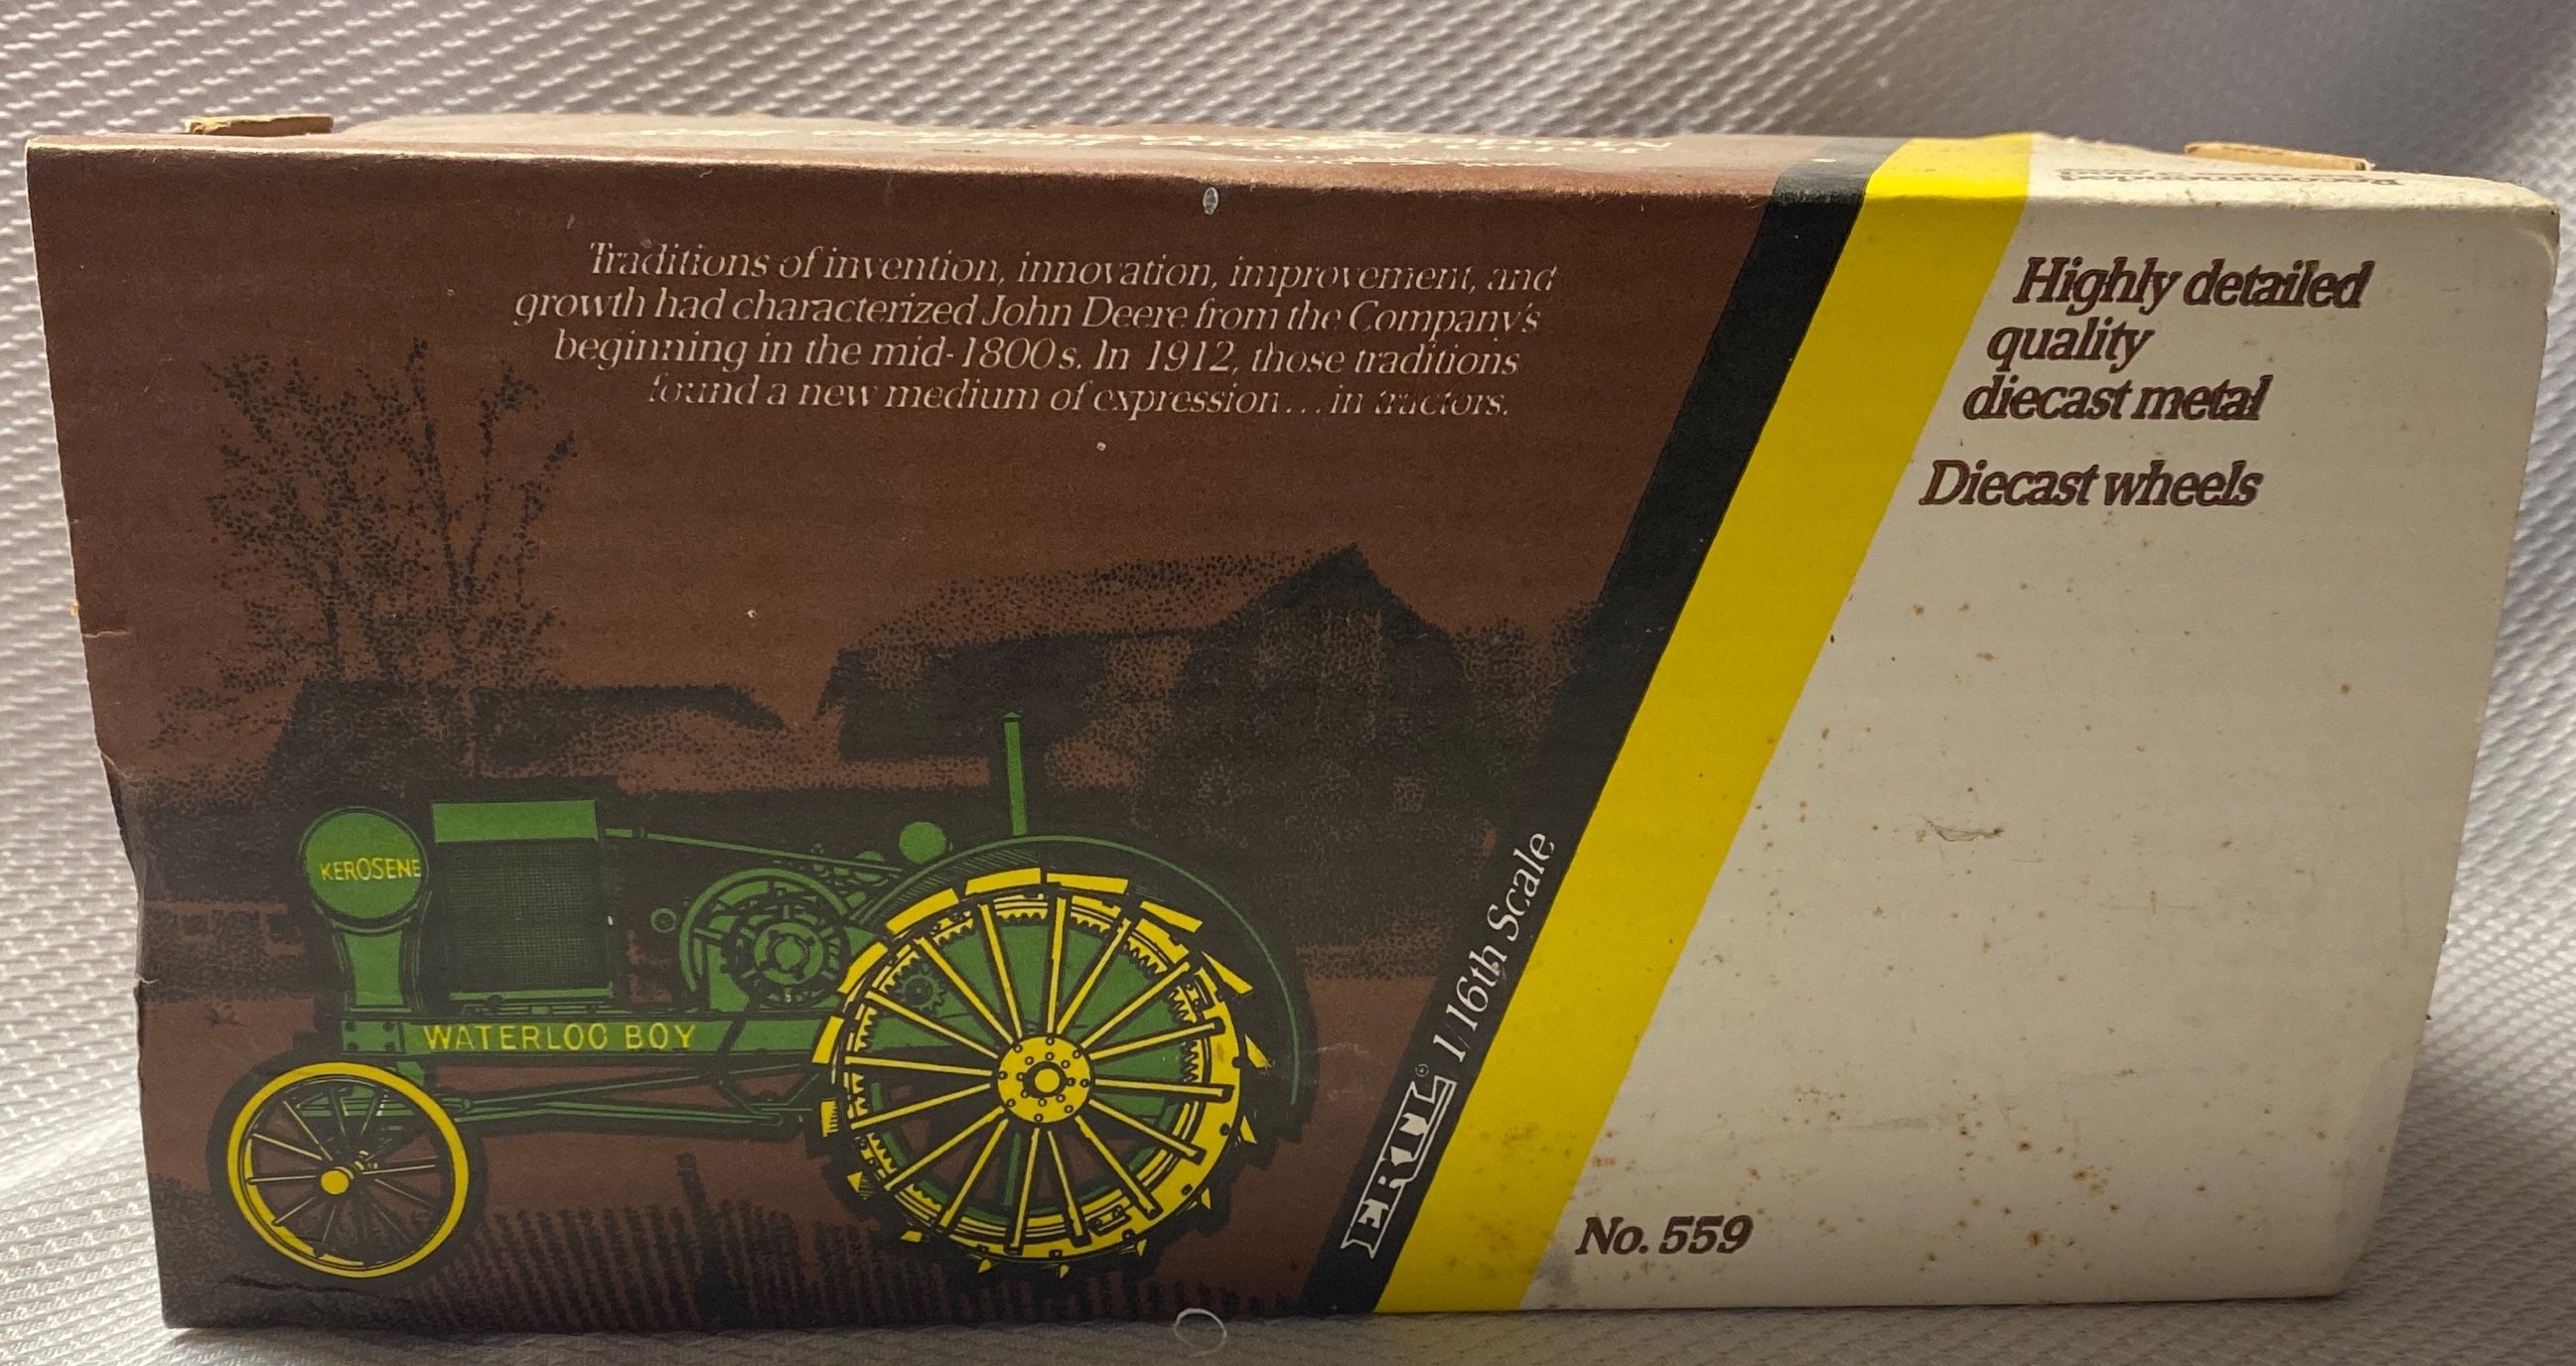 Traditions of invention, innovation, improvement, and
growth had characterized John Deere from the Company's
beginning in the mid-1800s. In 1912, those traditions
found a new medium of expression...in tractors.
Highly detailed
quality
diecast metal
Diecast wheels
KEROSENE
WATERLOO BOY
ERTL® 1/16th Scale
No. 559